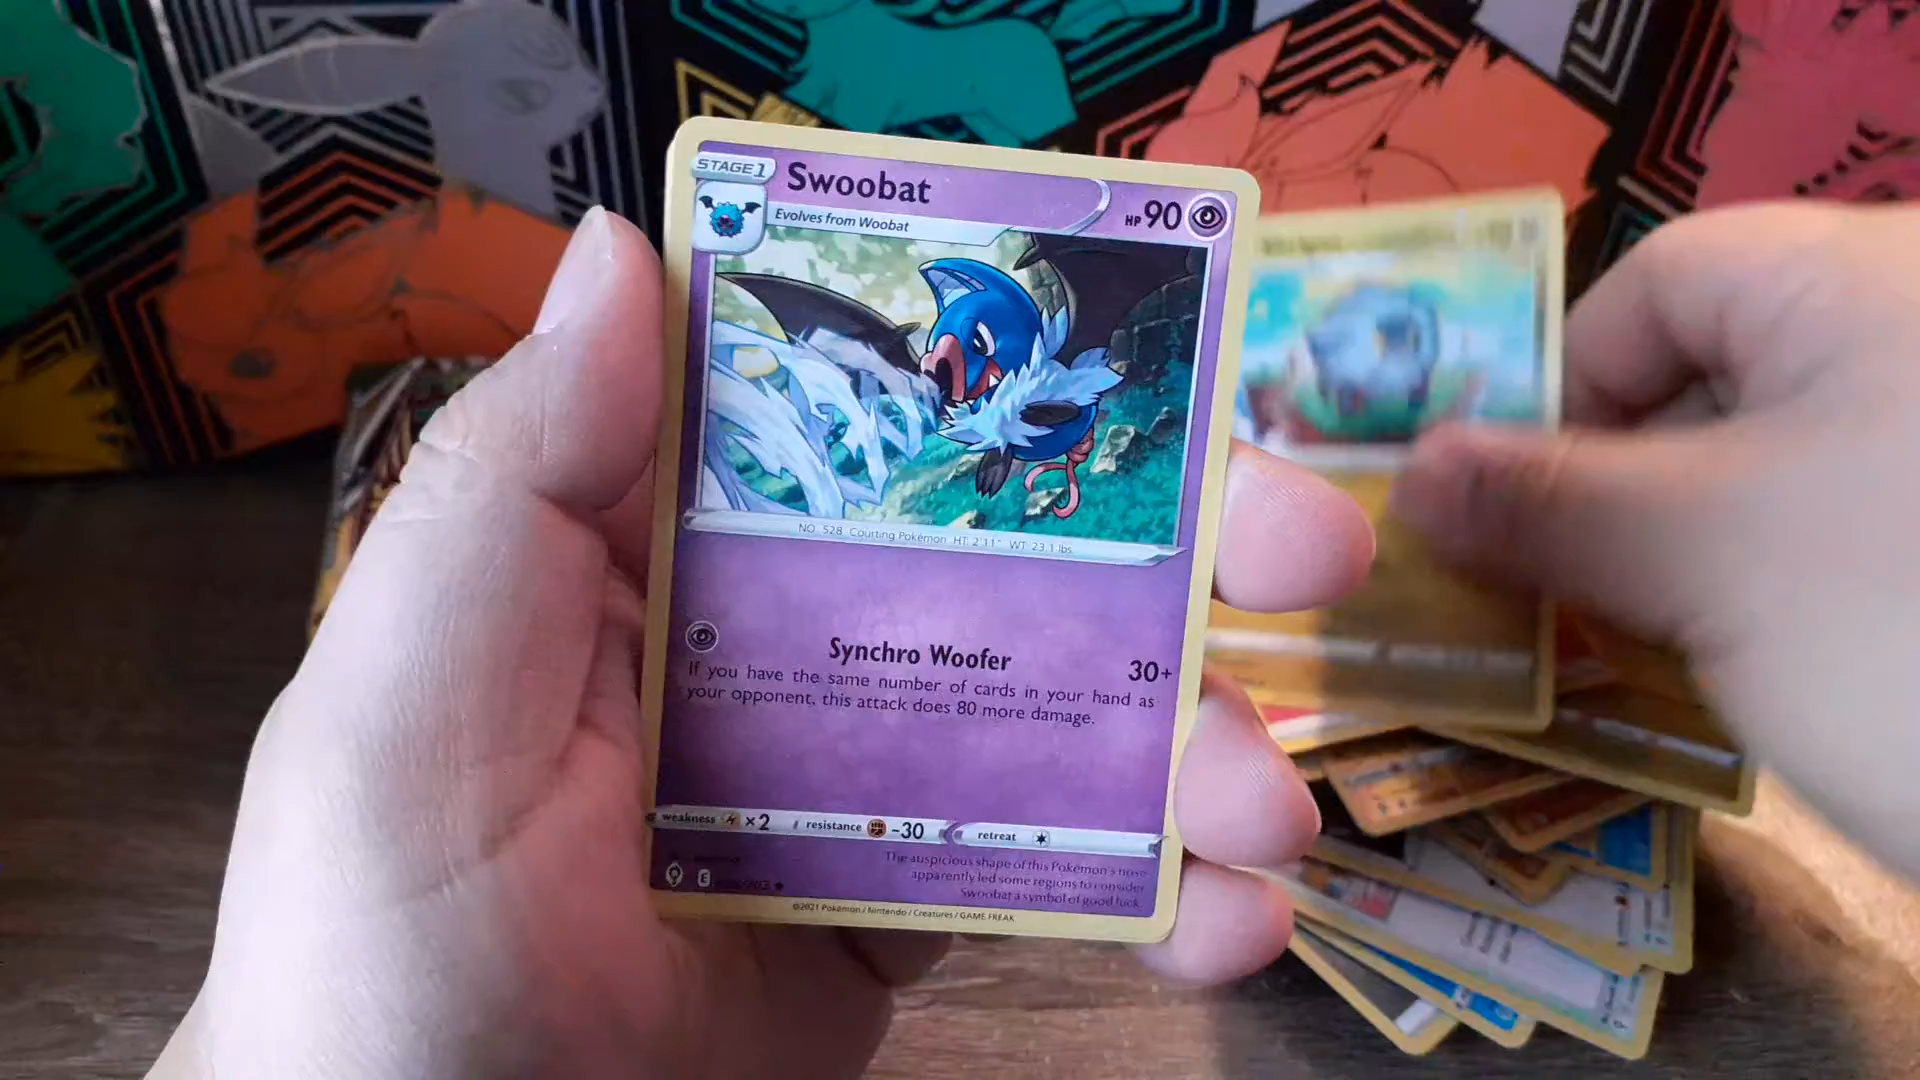 STAGE 1
Swoobat
HP 90
Evolves from Woobat
NO. 528 Courting Pokémon HT: 2'11" WT: 23.1 lbs.
Synchro Woofer 30+
If you have the same number of cards in your hand as
your opponent, this attack does 80 more damage.
weakness ×2 resistance -30 retreat
The auspicious shape of this Pokémon's nose
apparently led some regions to consider
Swoobat a symbol of good luck.
E
©2021 Pokémon / Nintendo / Creatures / GAME FREAK